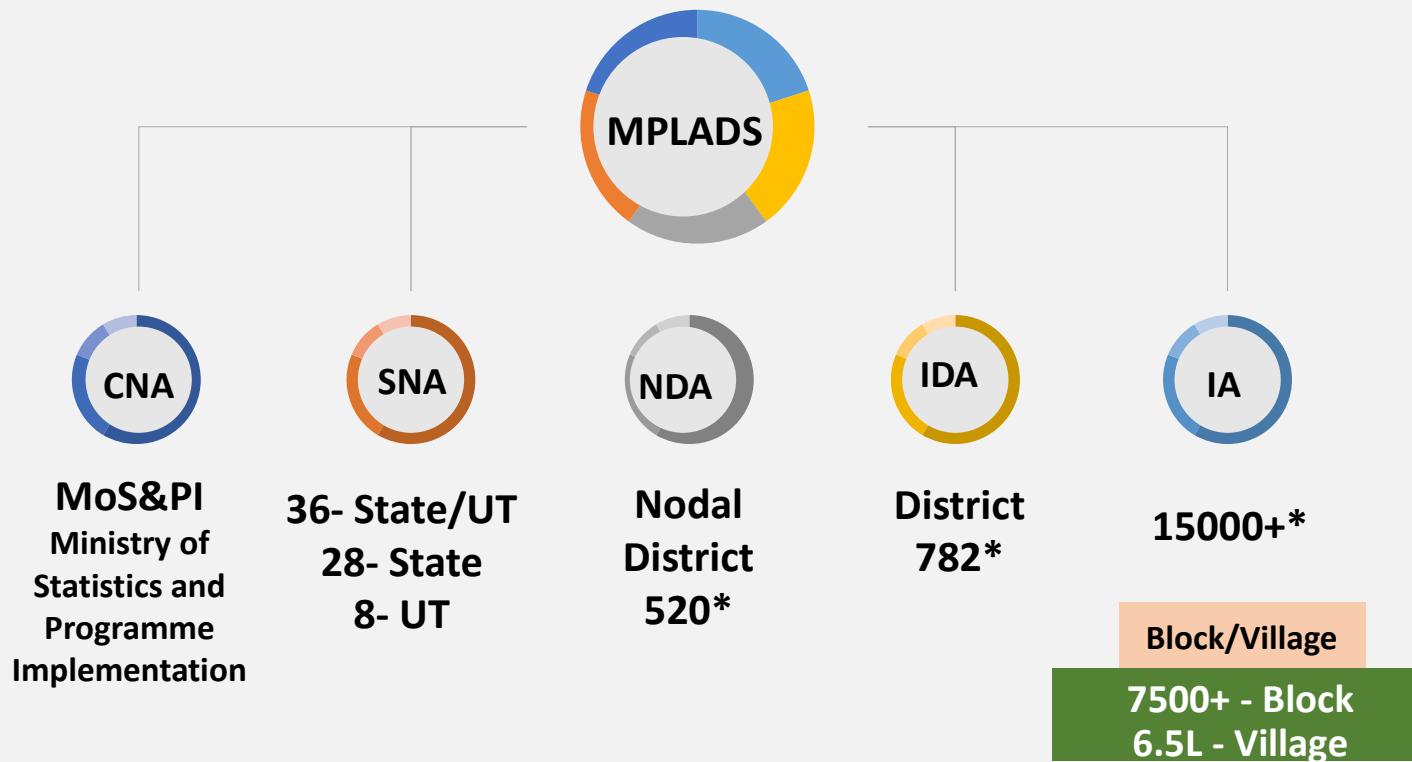 MPLADS
CNA
SNA
NDA
IDA
IA
MoS&PI
Ministry of
Statistics and
Programme
Implementation
36- State/UT
28- State
8- UT
Nodal
District
520*
District
782*
15000+*
Block/Village
7500+ - Block
6.5L - Village